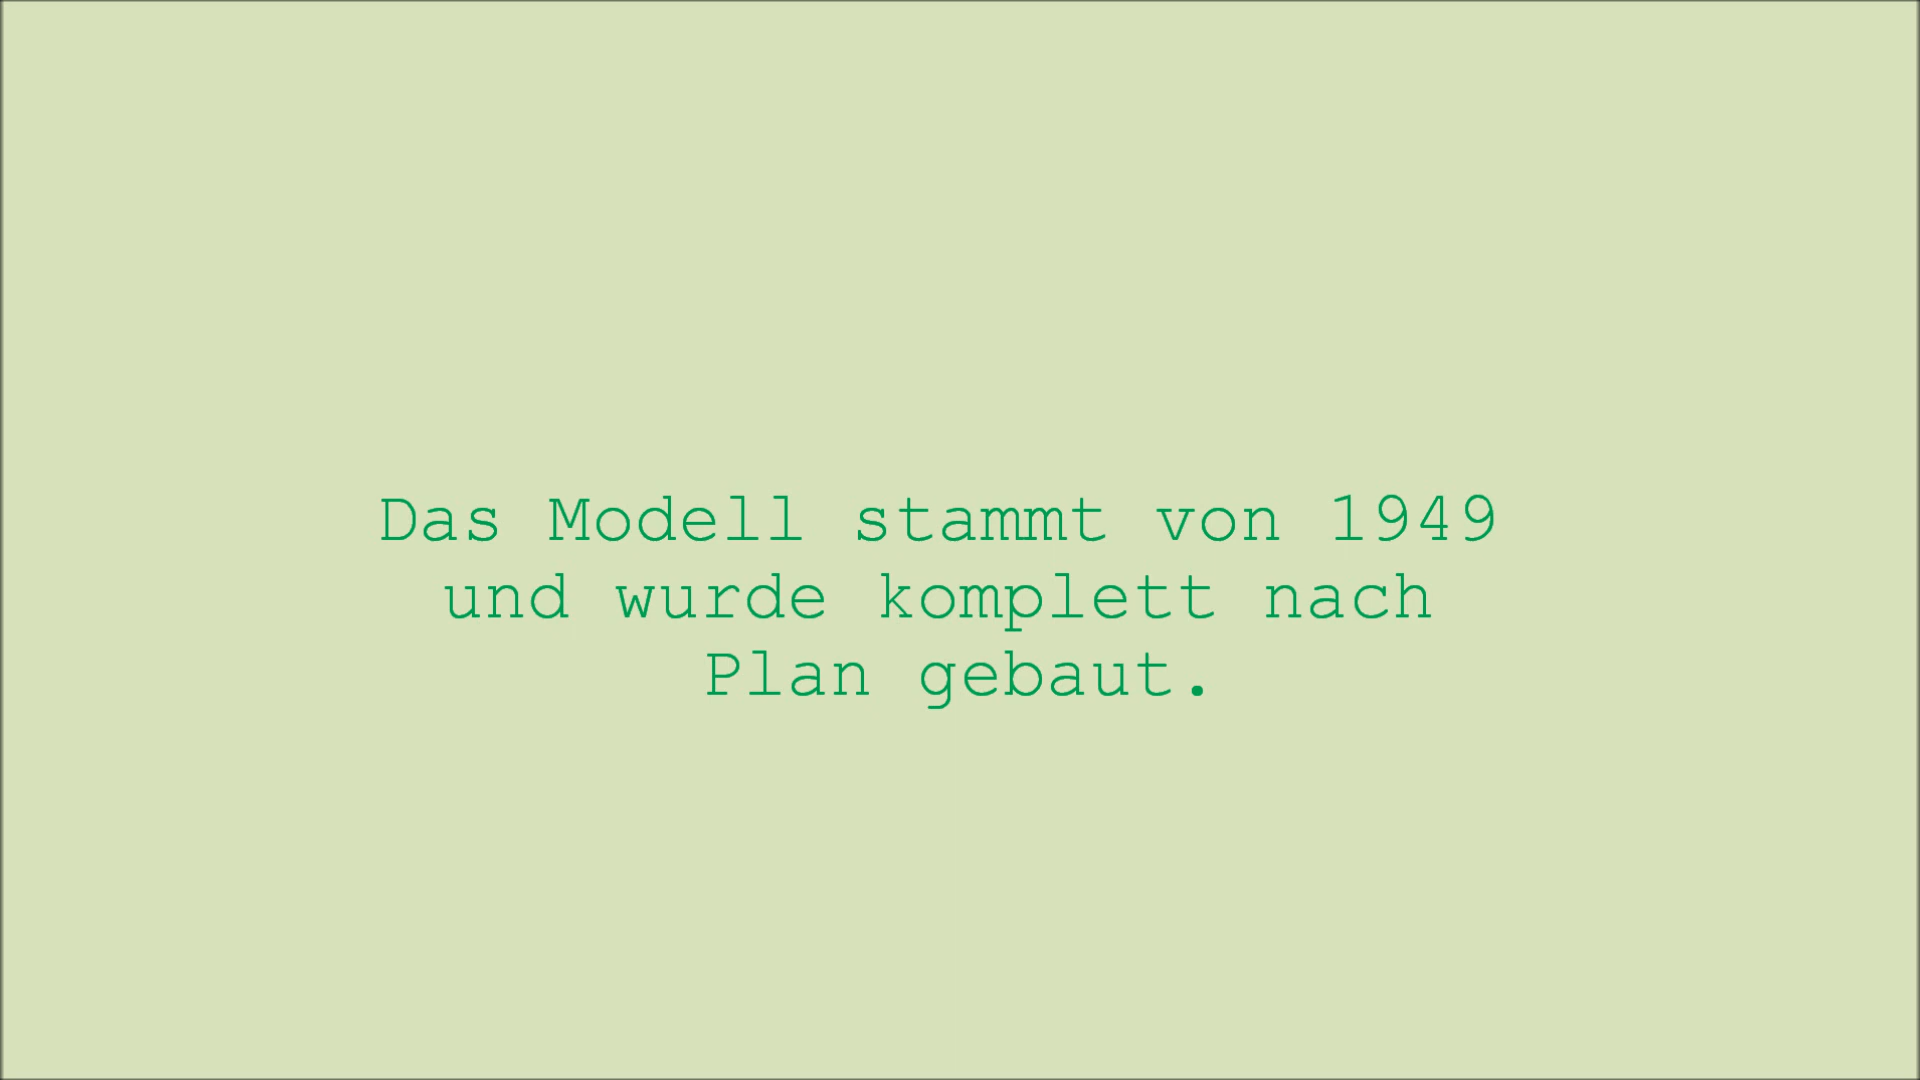 Das Modell stammt von 1949
und wurde komplett nach
Plan gebaut.